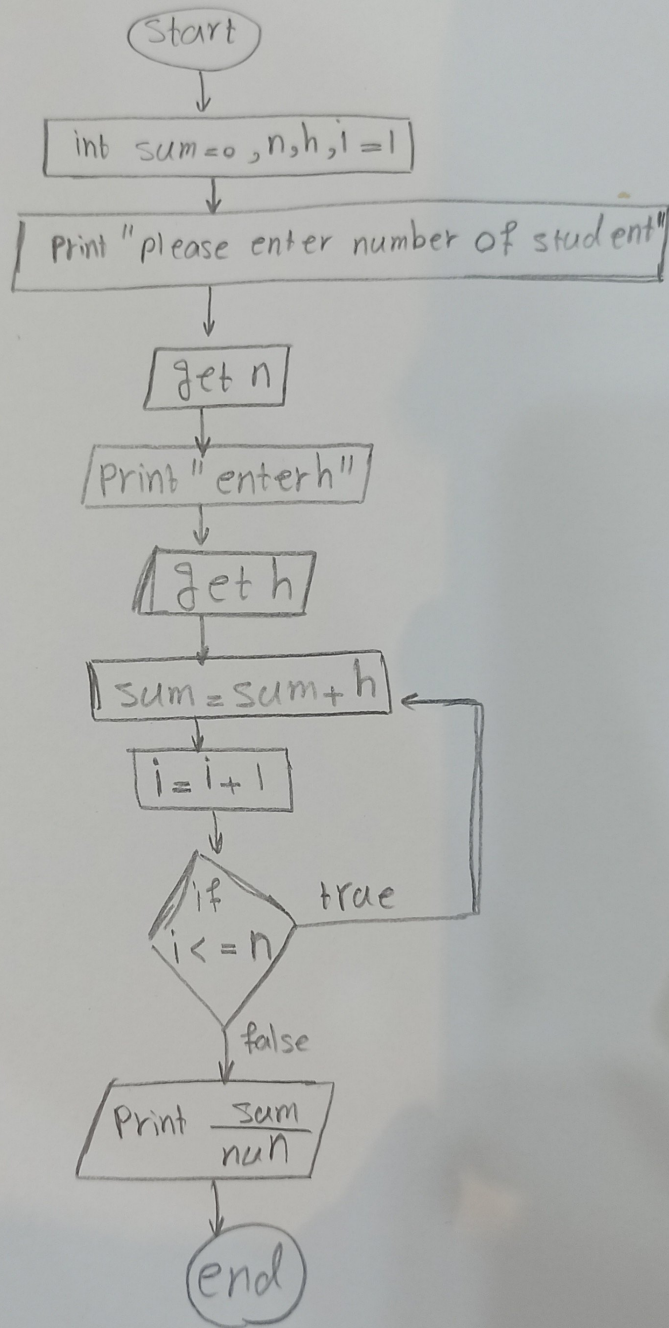 start
int sum=0,n,h,i=1
Print "please enter number of student"
get n
Print "enterh"
get h
sum=sum+h
i=i+1
if
i<=n
true
false
Print sum
nun
end